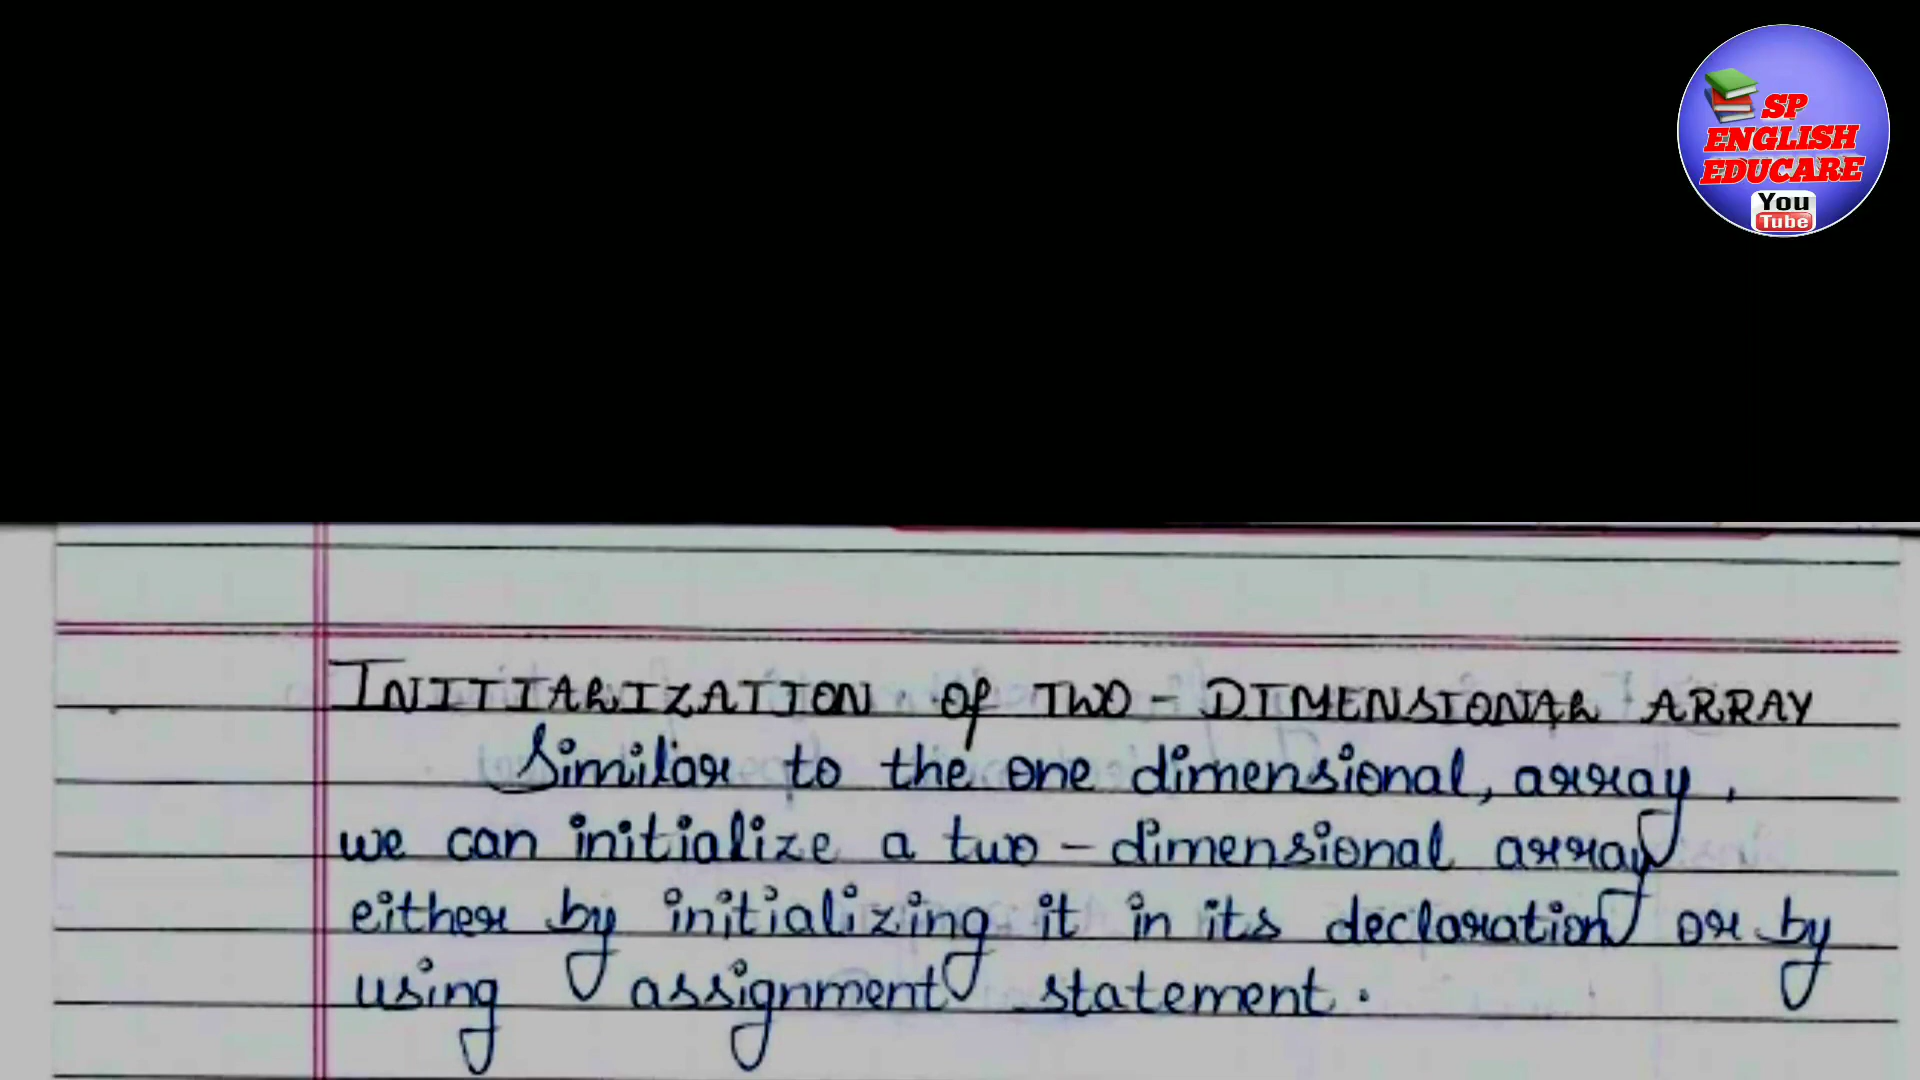 SP
ENGLISH
EDUCARE
You
Tube
INITIALIZATION Of TWO - DIMENSIONAL ARRAY
Similar to the one dimensional, array,
we can initialize a two - dimensional array
either by initializing it in its declaration or by
using assignment statement.